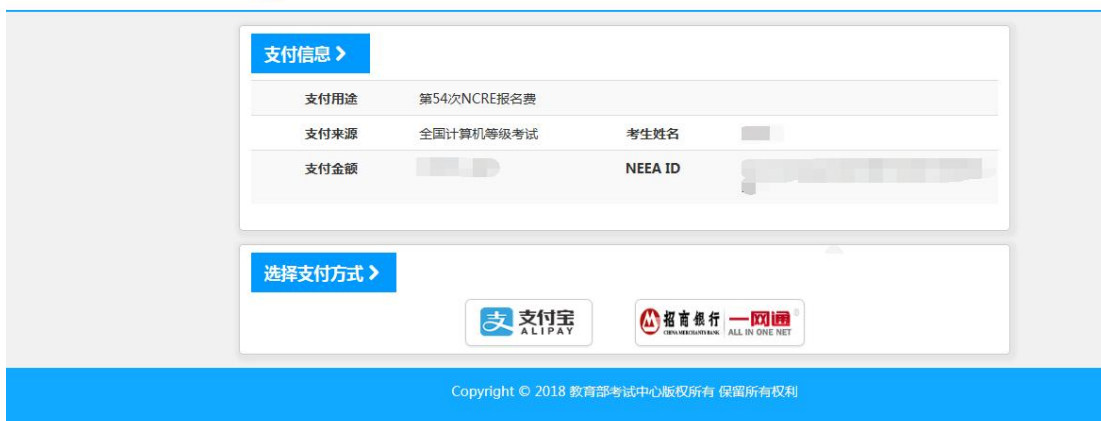 支付信息
支付用途 第54次NCRE报名费
支付来源 全国计算机等级考试 考生姓名
支付金额 NEEA ID
选择支付方式
支 支付宝 ALIPAY 招商银行 CHINA MERCHANTS BANK 一网通 ALL IN ONE NET
Copyright © 2018 教育部考试中心版权所有 保留所有权利